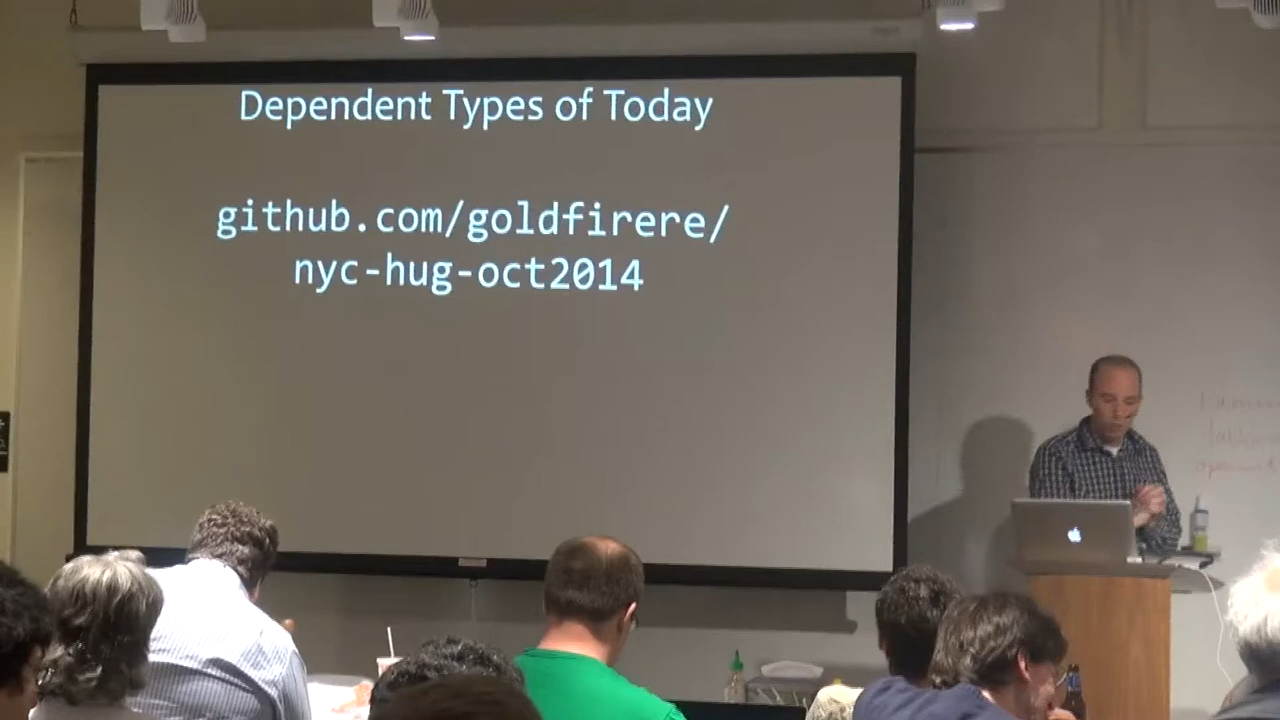 Dependent Types of Today
github.com/goldfirere/
nyc-hug-oct2014